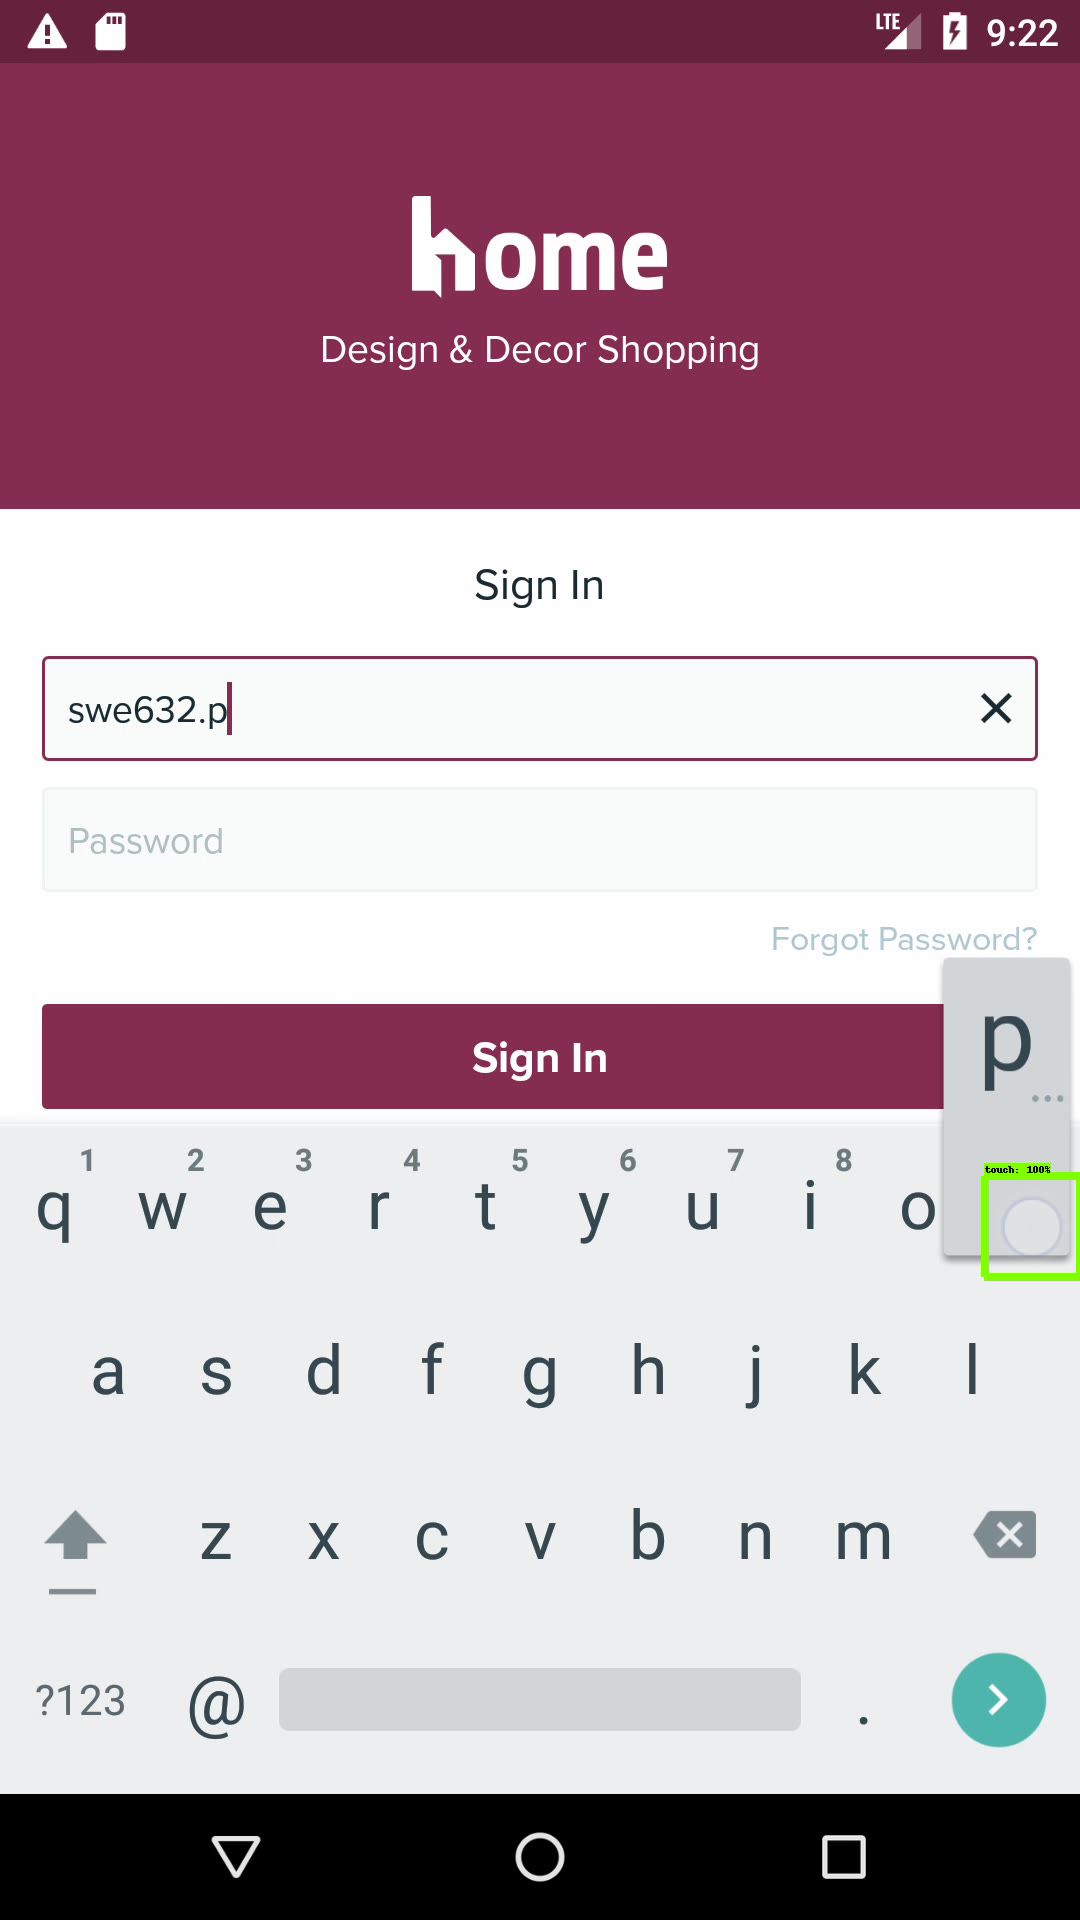 LTE 9:22
home
Design & Decor Shopping
Sign In
swe632.p
Password
Forgot Password?
p
...
Sign In
1 2 3 4 5 6 7 8
touch: 100%
q w e r t y u i o
a s d f g h j k l
z x c v b n m
?123 @ .